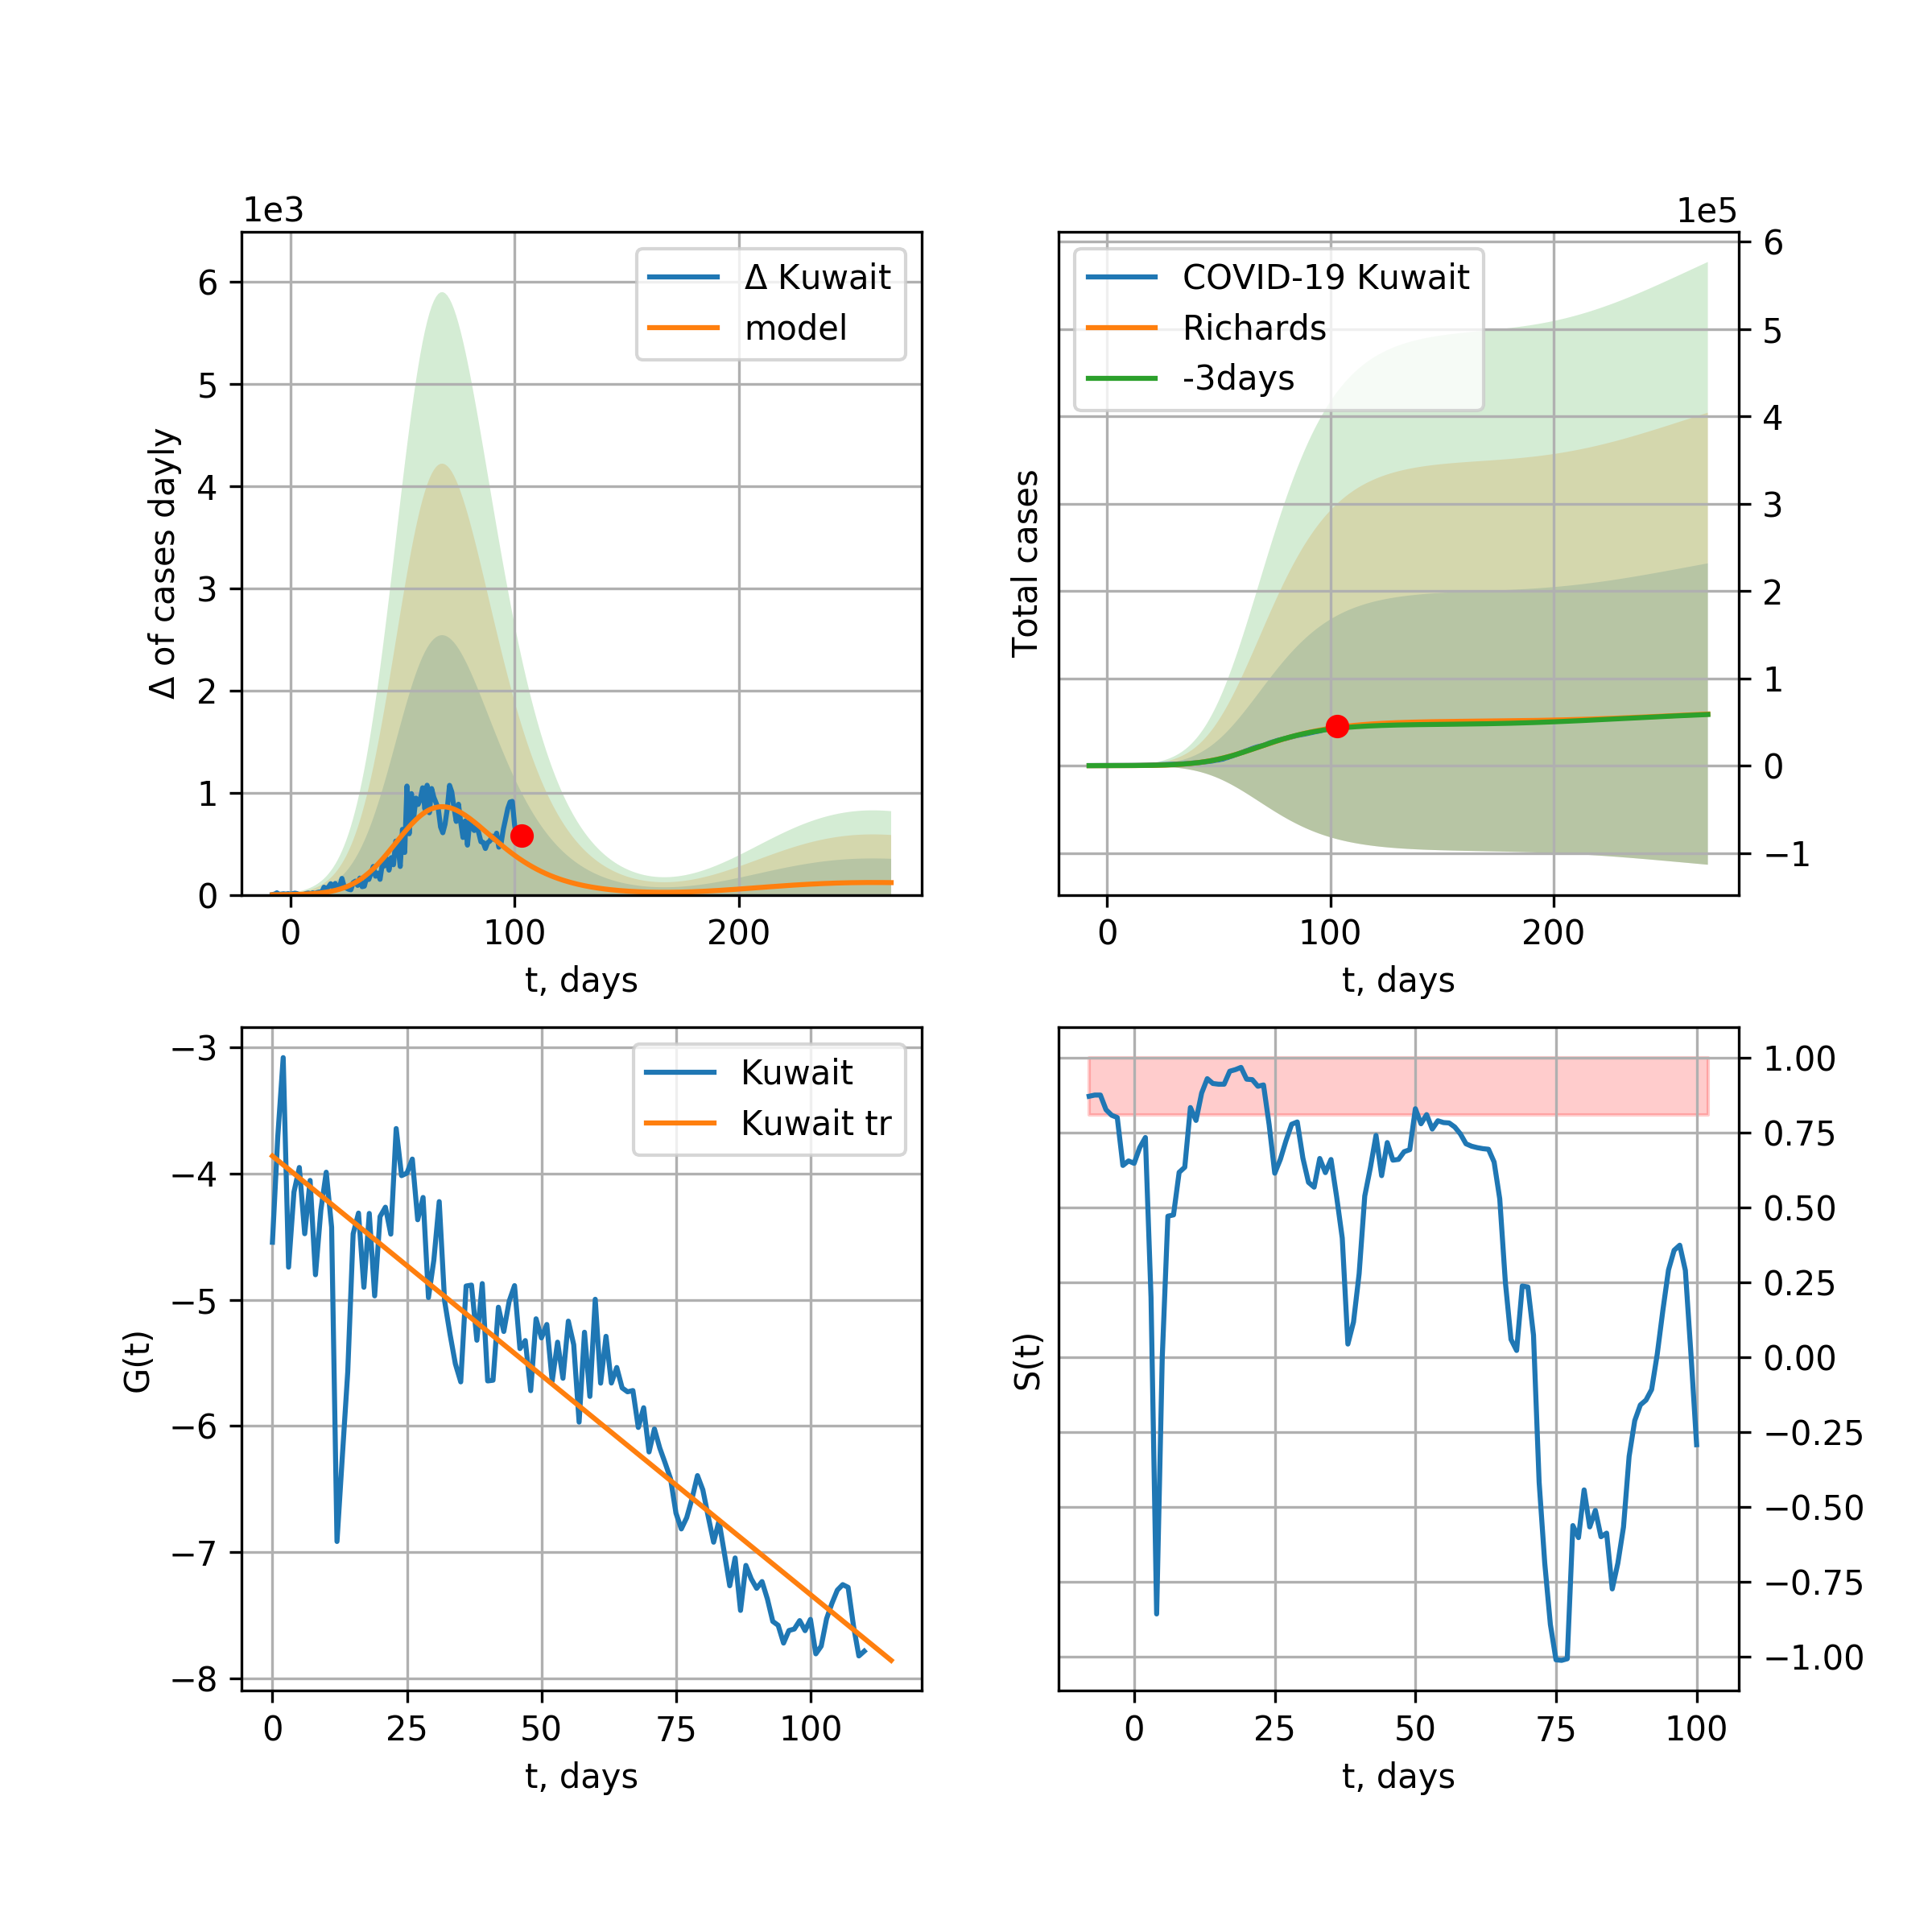 1e3
6
5
4
3
2
1
0
Δ of cases dayly
Δ Kuwait
model
0 100 200
t, days
1e5
6
5
4
3
2
1
0
−1
Total cases
COVID-19 Kuwait
Richards
-3days
0 100 200
t, days
−3
−4
−5
−6
−7
−8
G(t)
Kuwait
Kuwait tr
0 25 50 75 100
t, days
1.00
0.75
0.50
0.25
0.00
−0.25
−0.50
−0.75
−1.00
S(t)
0 25 50 75 100
t, days